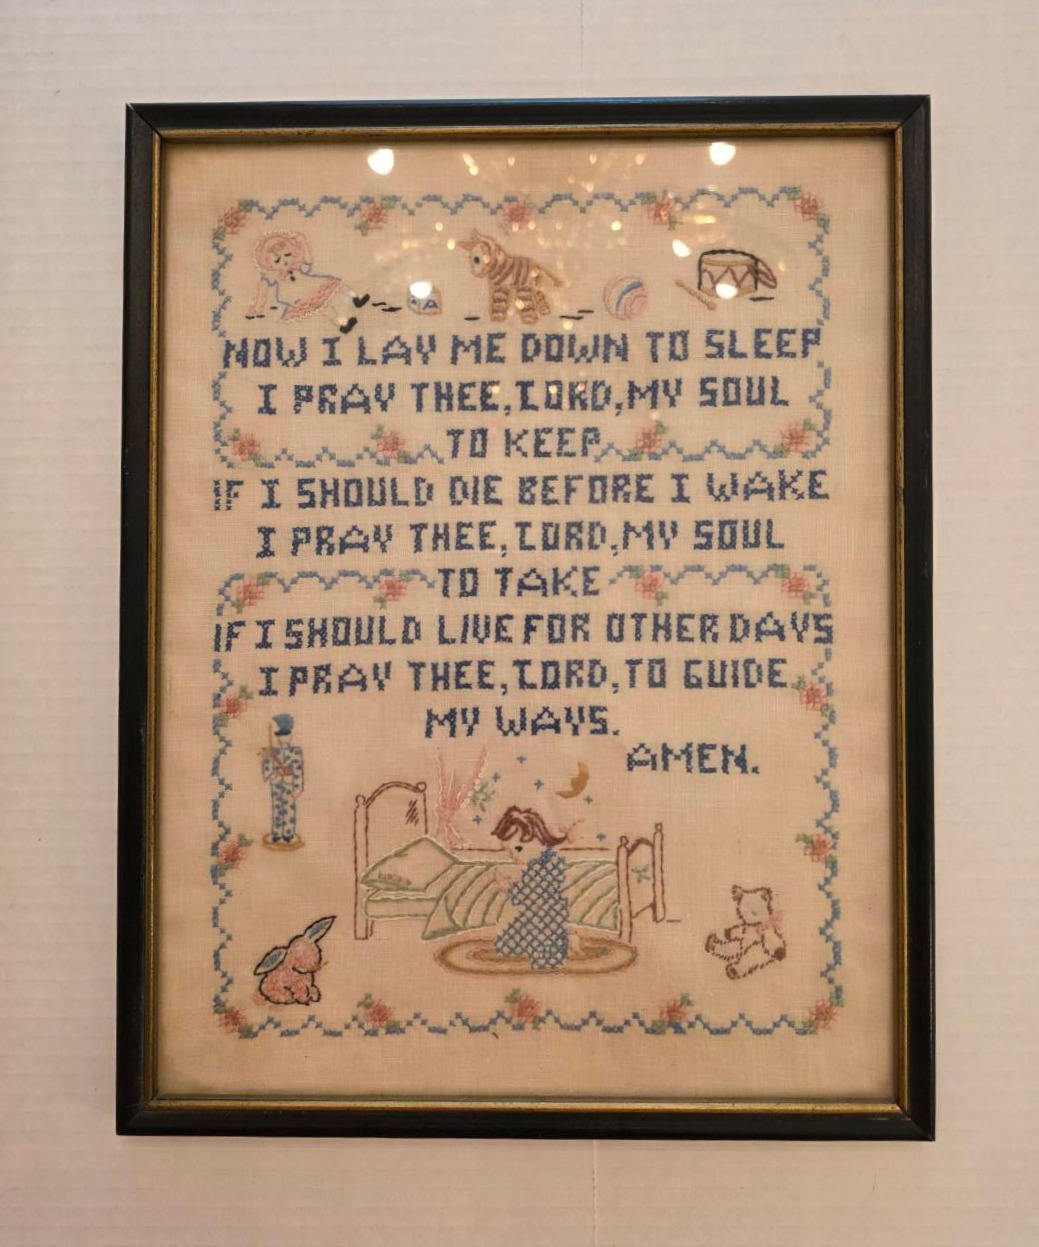 NOW I LAY ME DOWN TO SLEEP,
I PRAY THEE, LORD, MY SOUL
TO KEEP,
IF I SHOULD DIE BEFORE I WAKE
I PRAY THEE, LORD, MY SOUL
TO TAKE
IF I SHOULD LIVE FOR OTHER DAYS
I PRAY THEE, LORD, TO GUIDE
MY WAYS.
AMEN.